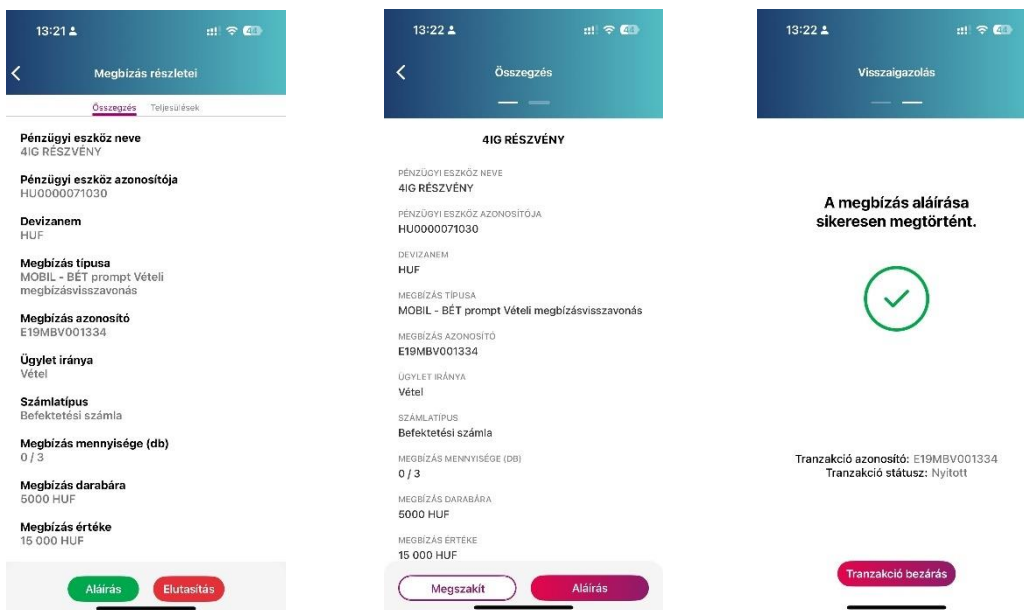 13:21
44
Megbízás részletei
Összegzés Teljesülések
Pénzügyi eszköz neve
4IG RÉSZVÉNY
Pénzügyi eszköz azonosítója
HU0000071030
Devizanem
HUF
Megbízás típusa
MOBIL - BÉT prompt Vételi
megbízásvisszavonás
Megbízás azonosító
E19MBV001334
Ügylet iránya
Vétel
Számlatípus
Befektetési számla
Megbízás mennyisége (db)
0 / 3
Megbízás darabára
5000 HUF
Megbízás értéke
15 000 HUF
Aláírás Elutasítás
13:22
44
Összegzés
4IG RÉSZVÉNY
PÉNZÜGYI ESZKÖZ NEVE
4IG RÉSZVÉNY
PÉNZÜGYI ESZKÖZ AZONOSÍTÓJA
HU0000071030
DEVIZANEM
HUF
MEGBÍZÁS TÍPUSA
MOBIL - BÉT prompt Vételi megbízásvisszavonás
MEGBÍZÁS AZONOSÍTÓ
E19MBV001334
ÜGYLET IRÁNYA
Vétel
SZÁMLATÍPUS
Befektetési számla
MEGBÍZÁS MENNYISÉGE (DB)
0 / 3
MEGBÍZÁS DARABÁRA
5000 HUF
MEGBÍZÁS ÉRTÉKE
15 000 HUF
Megszakít Aláírás
13:22
44
Visszaigazolás
A megbízás aláírása
sikeresen megtörtént.
Tranzakció azonosító: E19MBV001334
Tranzakció státusz: Nyitott
Tranzakció bezárás